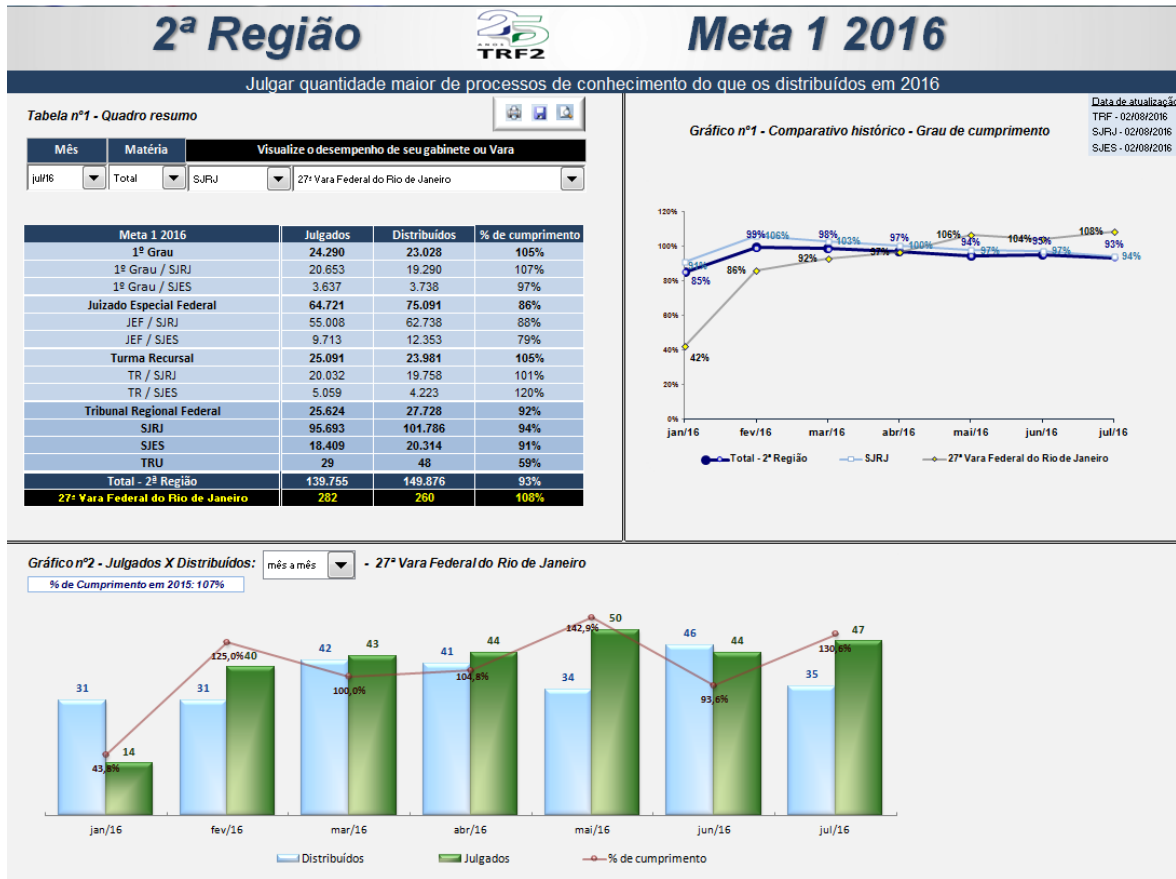 2ª Região
25
ANOS
TRF2
Meta 1 2016
Julgar quantidade maior de processos de conhecimento do que os distribuídos em 2016
Tabela nº1 - Quadro resumo
Mês Matéria Visualize o desempenho de seu gabinete ou Vara
jul/16 Total SJRJ 27ª Vara Federal do Rio de Janeiro
Meta 1 2016 Julgados Distribuídos % de cumprimento
1º Grau 24.290 23.028 105%
1º Grau / SJRJ 20.653 19.290 107%
1º Grau / SJES 3.637 3.738 97%
Juizado Especial Federal 64.721 75.091 86%
JEF / SJRJ 55.008 62.738 88%
JEF / SJES 9.713 12.353 79%
Turma Recursal 25.091 23.981 105%
TR / SJRJ 20.032 19.758 101%
TR / SJES 5.059 4.223 120%
Tribunal Regional Federal 25.624 27.728 92%
SJRJ 95.693 101.786 94%
SJES 18.409 20.314 91%
TRU 29 48 59%
Total - 2ª Região 139.755 149.876 93%
27ª Vara Federal do Rio de Janeiro 282 260 108%
Data de atualização
TRF - 02/08/2016
SJRJ - 02/08/2016
SJES - 02/08/2016
Gráfico nº1 - Comparativo histórico - Grau de cumprimento
120%
100%
80%
60%
40%
20%
0%
91% 106% 103% 100% 97% 97% 94%
85% 99% 98% 97% 94% 95% 93%
42% 86% 92% 97% 106% 104% 108%
jan/16 fev/16 mar/16 abr/16 mai/16 jun/16 jul/16
Total - 2ª Região SJRJ 27ª Vara Federal do Rio de Janeiro
Gráfico nº2 - Julgados X Distribuídos: mês a mês - 27ª Vara Federal do Rio de Janeiro
% de Cumprimento em 2015: 107%
31 31 42 41 34 46 35
14 40 43 44 50 44 47
43,8% 125,0% 100,0% 104,8% 142,9% 93,6% 130,6%
jan/16 fev/16 mar/16 abr/16 mai/16 jun/16 jul/16
Distribuídos Julgados % de cumprimento